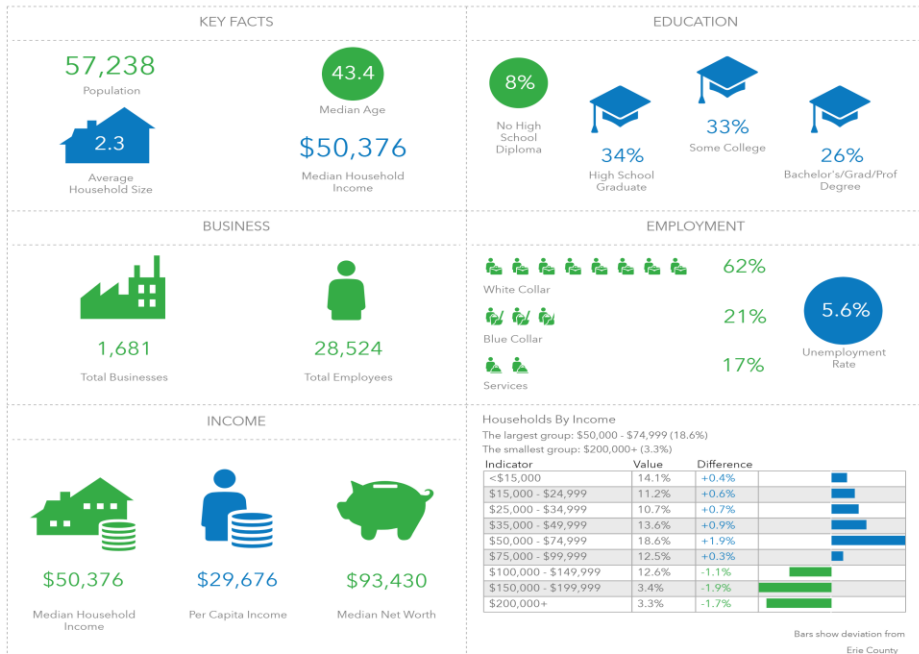 KEY FACTS
57,238
Population
43.4
Median Age
2.3
Average
Household Size
$50,376
Median Household
Income
EDUCATION
8%
No High
School
Diploma
34%
High School
Graduate
33%
Some College
26%
Bachelor's/Grad/Prof
Degree
BUSINESS
1,681
Total Businesses
28,524
Total Employees
EMPLOYMENT
62%
White Collar
21%
Blue Collar
17%
Services
5.6%
Unemployment
Rate
INCOME
$50,376
Median Household
Income
$29,676
Per Capita Income
$93,430
Median Net Worth
Households By Income
The largest group: $50,000 - $74,999 (18.6%)
The smallest group: $200,000+ (3.3%)
Indicator Value Difference
<$15,000 14.1% +0.4%
$15,000 - $24,999 11.2% +0.6%
$25,000 - $34,999 10.7% +0.7%
$35,000 - $49,999 13.6% +0.9%
$50,000 - $74,999 18.6% +1.9%
$75,000 - $99,999 12.5% +0.3%
$100,000 - $149,999 12.6% -1.1%
$150,000 - $199,999 3.4% -1.9%
$200,000+ 3.3% -1.7%
Bars show deviation from
Erie County